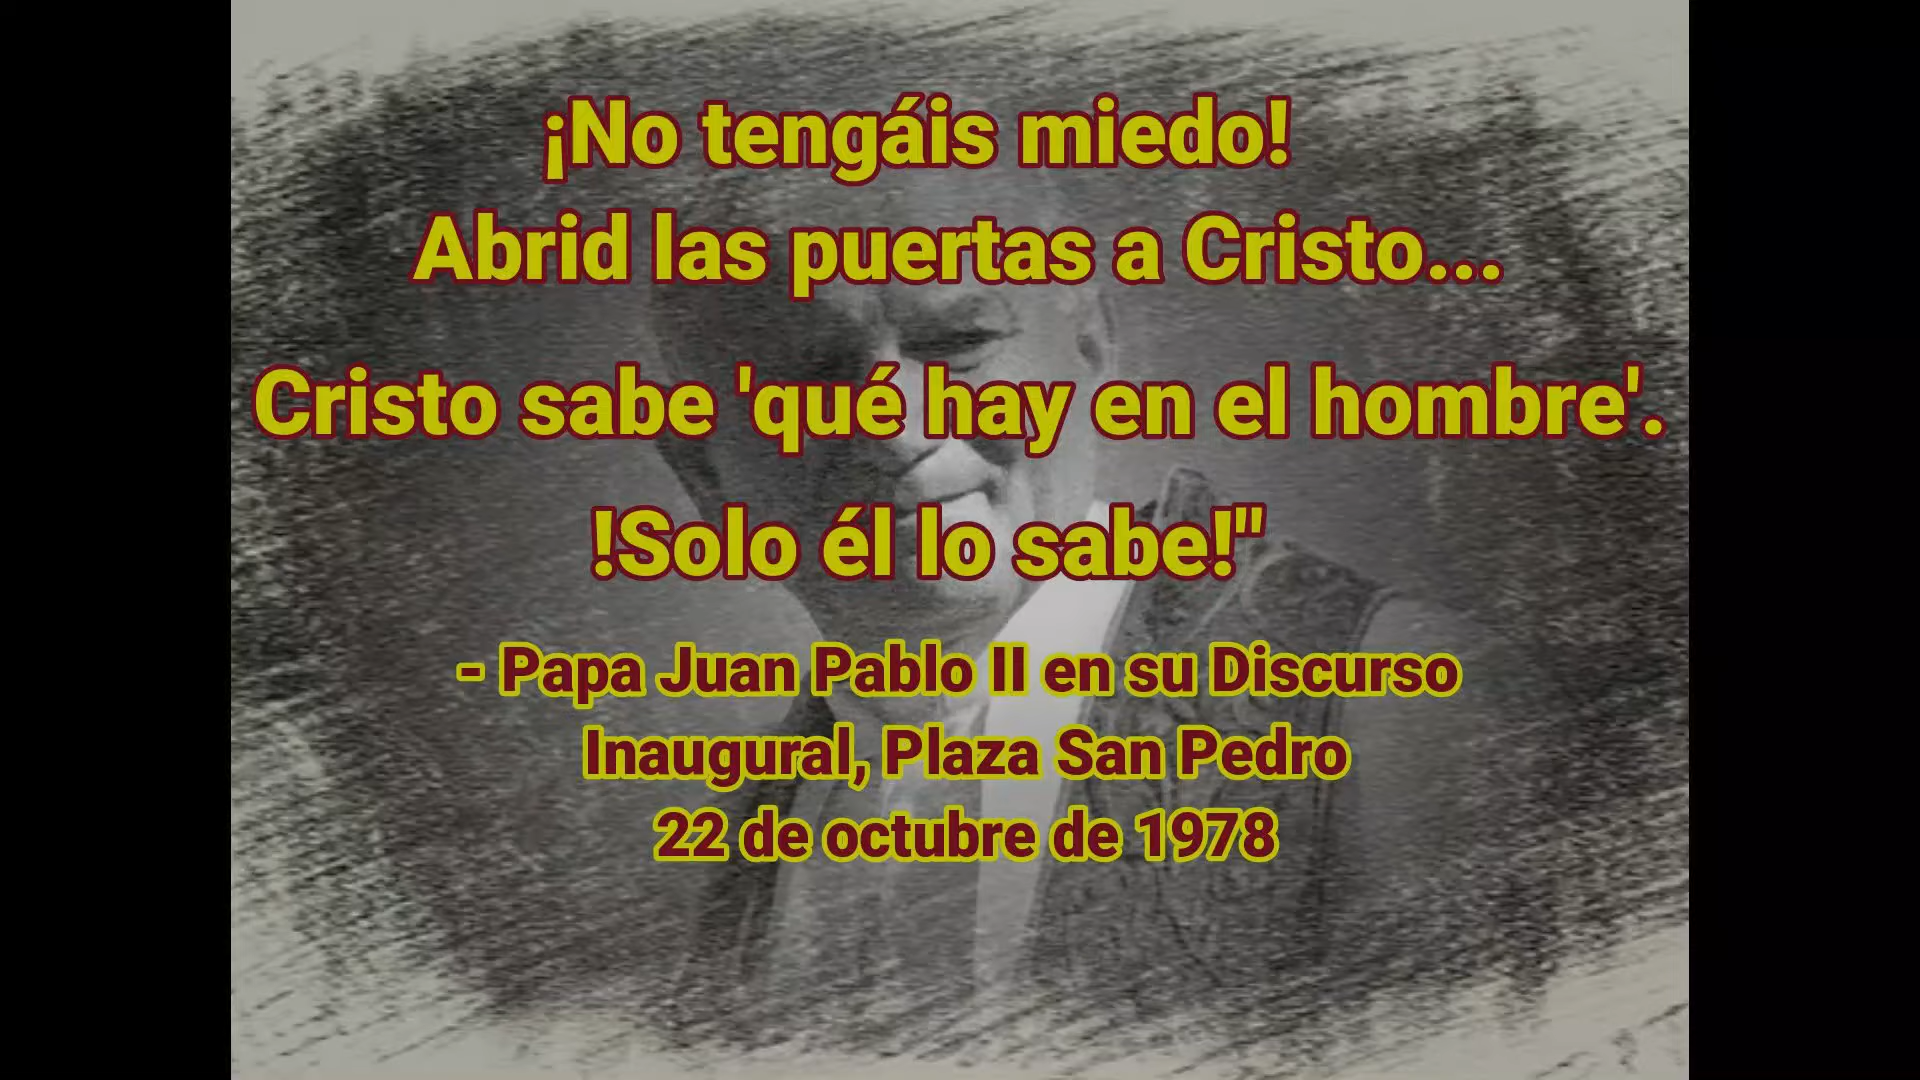 ¡No tengáis miedo!
Abrid las puertas a Cristo...
Cristo sabe 'qué hay en el hombre'.
!Solo él lo sabe!"
- Papa Juan Pablo II en su Discurso
Inaugural, Plaza San Pedro
22 de octubre de 1978